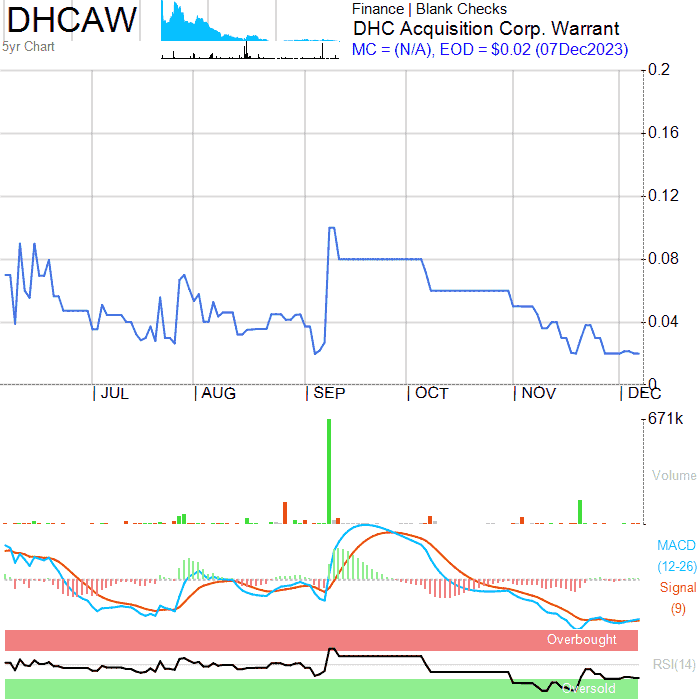 DHCAW
5yr Chart
Finance | Blank Checks
DHC Acquisition Corp. Warrant
MC = (N/A), EOD = $0.02 (07Dec2023)
0.2
0.16
0.12
0.08
0.04
0
JUL AUG SEP OCT NOV DEC
671k
Volume
MACD
(12-26)
Signal
(9)
Overbought
RSI(14)
Oversold